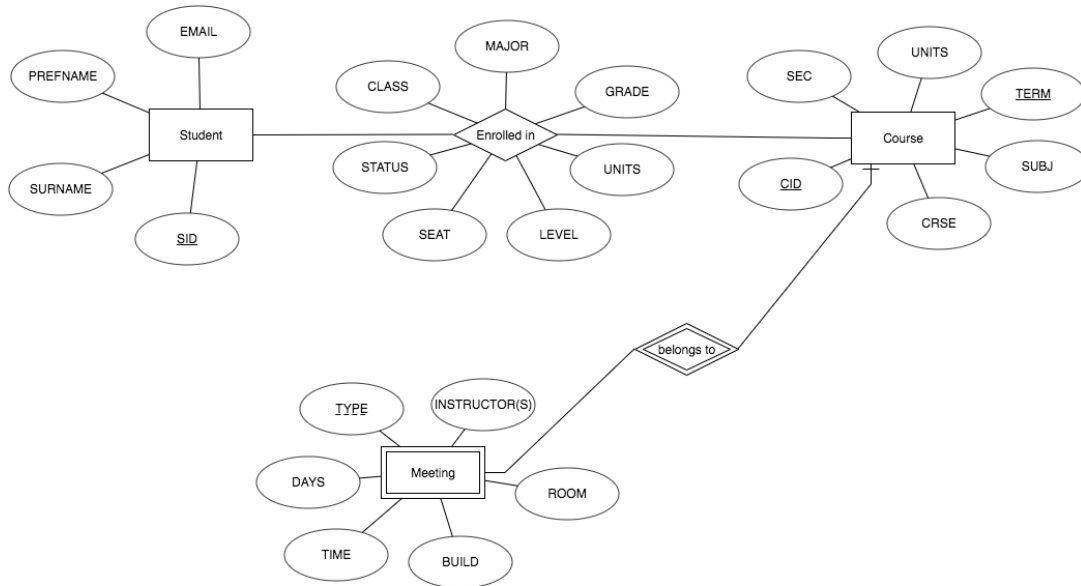 EMAIL
MAJOR
UNITS
PREFNAME
SEC
CLASS
GRADE
TERM
Student
Enrolled in
Course
STATUS
UNITS
SUBJ
SURNAME
CID
CRSE
SID
SEAT
LEVEL
belongs to
TYPE
INSTRUCTOR(S)
Meeting
DAYS
ROOM
TIME
BUILD